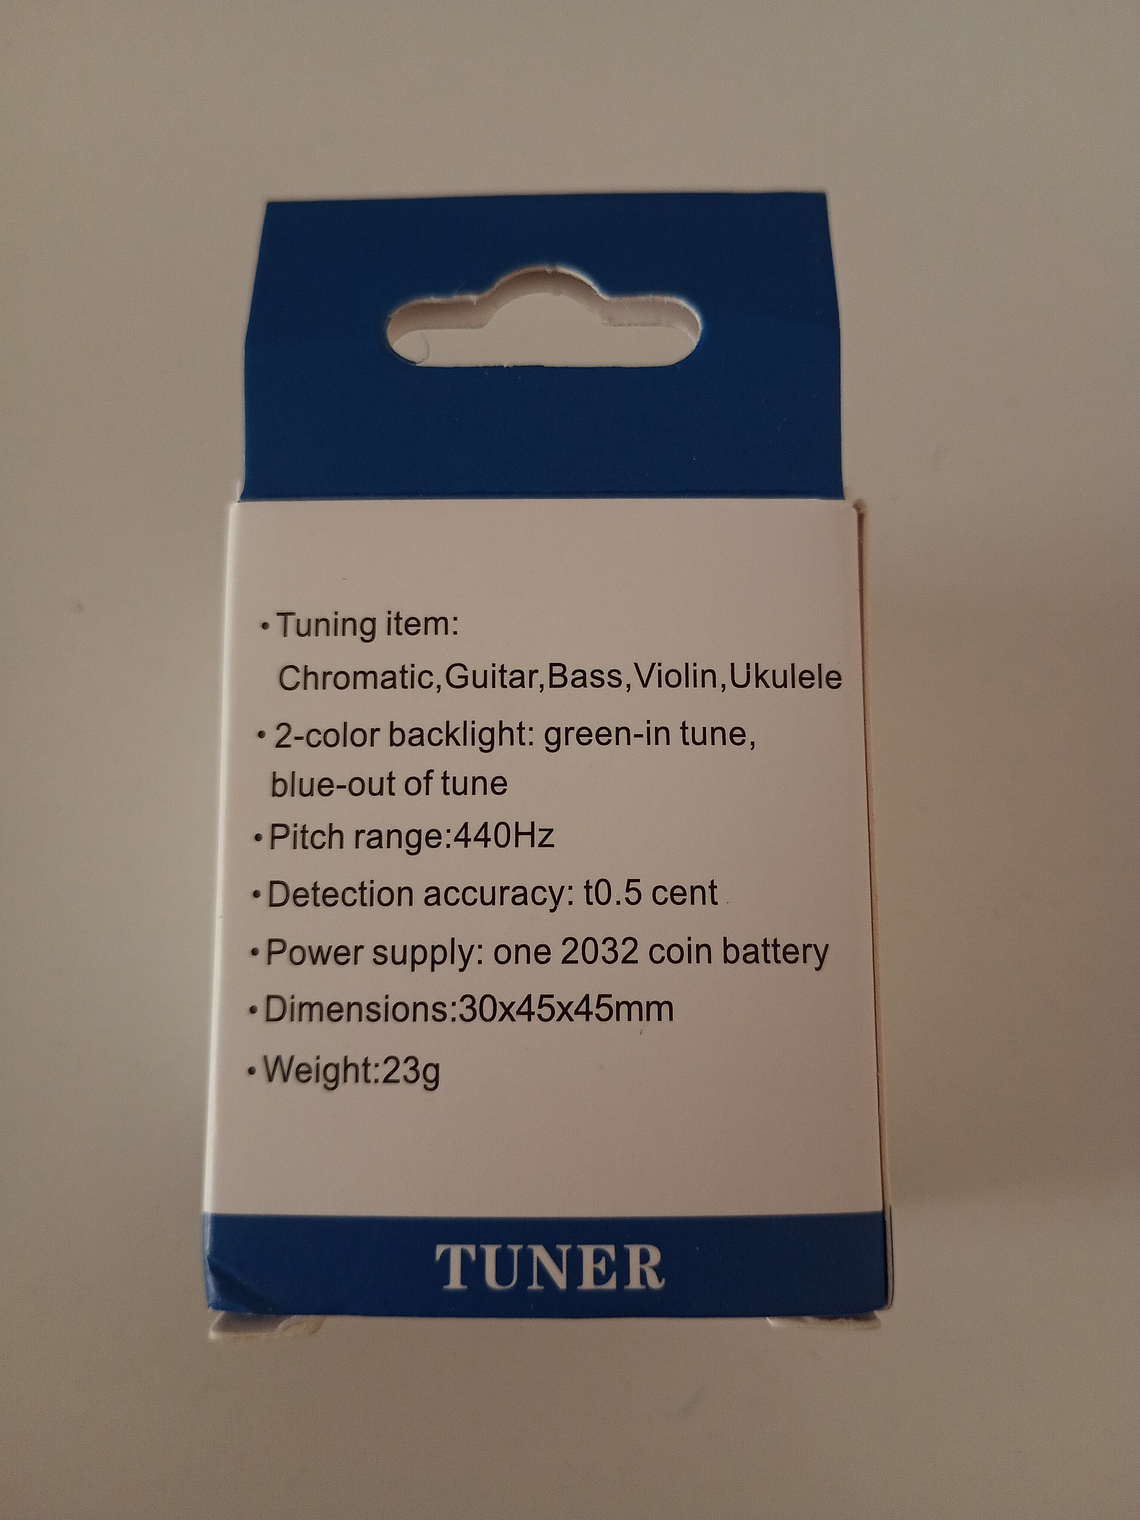 •Tuning item:
Chromatic,Guitar,Bass,Violin,Ukulele
•2-color backlight: green-in tune,
blue-out of tune
•Pitch range:440Hz
•Detection accuracy: t0.5 cent
•Power supply: one 2032 coin battery
•Dimensions:30x45x45mm
•Weight:23g
TUNER